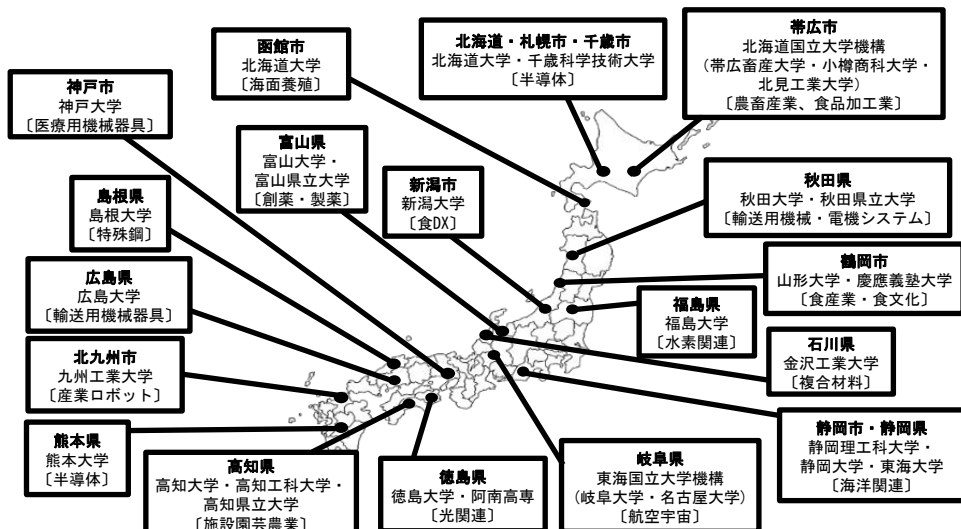 函館市
北海道大学
〔海面養殖〕
北海道・札幌市・千歳市
北海道大学・千歳科学技術大学
〔半導体〕
帯広市
北海道国立大学機構
(帯広畜産大学・小樽商科大学・
北見工業大学)
〔農畜産業、食品加工業〕
神戸市
神戸大学
〔医療用機械器具〕
富山県
富山大学・
富山県立大学
〔創薬・製薬〕
新潟市
新潟大学
〔食DX〕
秋田県
秋田大学・秋田県立大学
〔輸送用機械・電機システム〕
島根県
島根大学
〔特殊鋼〕
鶴岡市
山形大学・慶應義塾大学
〔食産業・食文化〕
広島県
広島大学
〔輸送用機械器具〕
福島県
福島大学
〔水素関連〕
石川県
金沢工業大学
〔複合材料〕
北九州市
九州工業大学
〔産業ロボット〕
静岡市・静岡県
静岡理工科大学・
静岡大学・東海大学
〔海洋関連〕
熊本県
熊本大学
〔半導体〕
高知県
高知大学・高知工科大学・
高知県立大学
〔施設園芸農業〕
徳島県
徳島大学・阿南高専
〔光関連〕
岐阜県
東海国立大学機構
(岐阜大学・名古屋大学)
〔航空宇宙〕